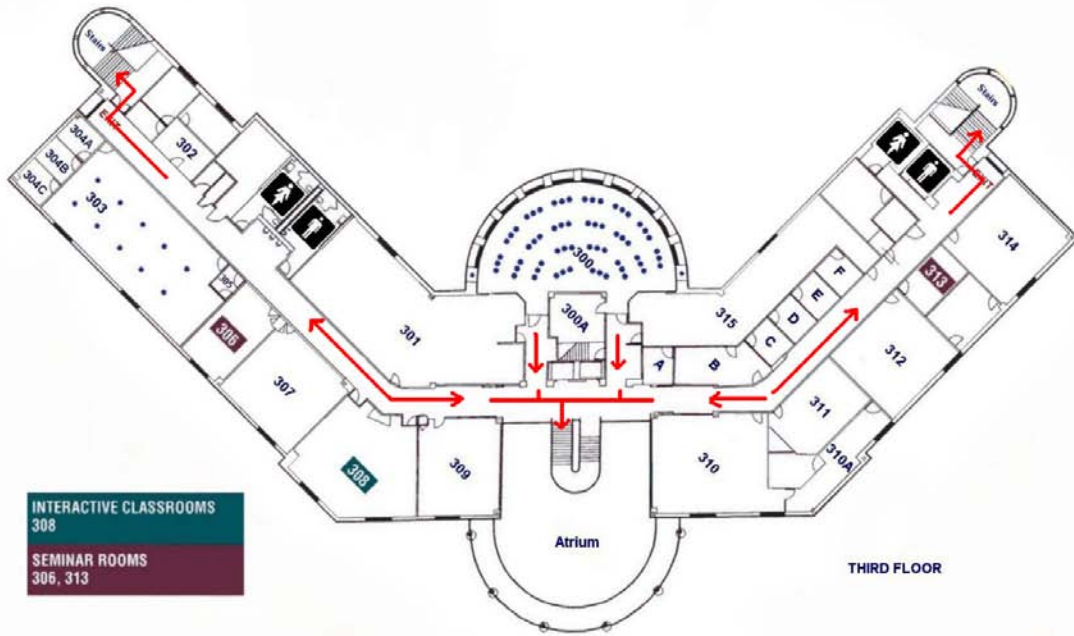 Stairs
EXIT
302
304A
304B
304C
303
305
306
307
308
301
309
300
300A
315
A
B
C
D
E
F
Stairs
EXIT
314
313
312
311
310A
310
Atrium
INTERACTIVE CLASSROOMS
308
SEMINAR ROOMS
306, 313
THIRD FLOOR